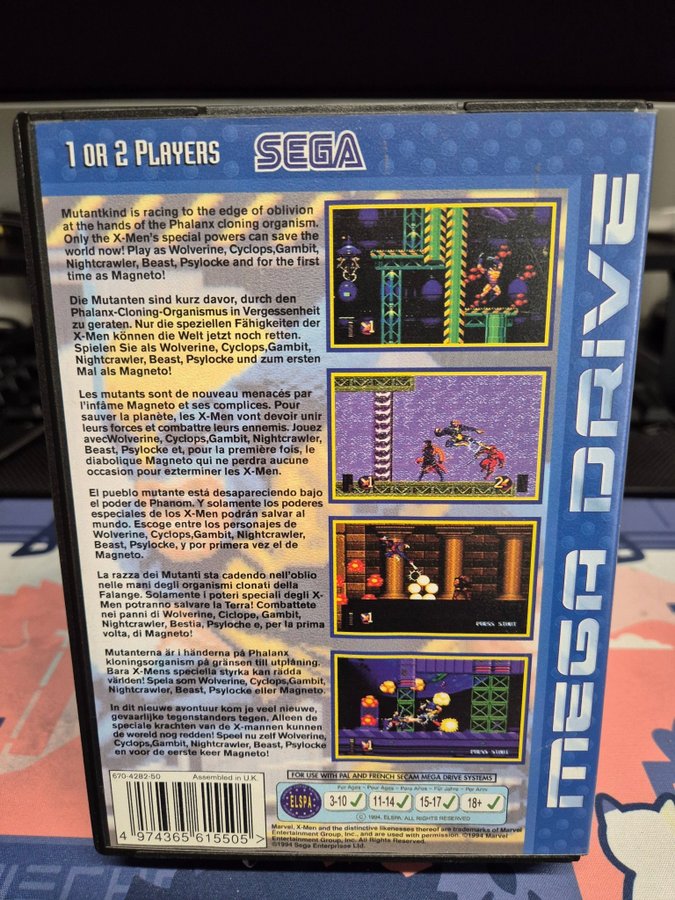 1 OR 2 PLAYERS
SEGA
Mutantkind is racing to the edge of oblivion
at the hands of the Phalanx cloning organism.
Only the X-Men's special powers can save the
world now! Play as Wolverine, Cyclops,Gambit,
Nightcrawler, Beast, Psylocke and for the first
time as Magneto!
Die Mutanten sind kurz davor, durch den
Phalanx-Cloning-Organismus in Vergessenheit
zu geraten. Nur die speziellen Fähigkeiten der
X-Men können die Welt jetzt noch retten.
Spielen Sie als Wolverine, Cyclops,Gambit,
Nightcrawler, Beast, Psylocke und zum ersten
Mal als Magneto!
Les mutants sont de nouveau menacés par
l'infâme Magneto et ses complices. Pour
sauver la planète, les X-Men vont devoir unir
leurs forces et combattre leurs ennemis. Jouez
avecWolverine, Cyclops,Gambit, Nightcrawler,
Beast, Psylocke et, pour la première fois, le
diabolique Magneto qui ne perdra aucune
occasion pour ezterminer les X-Men.
El pueblo mutante está desapareciendo bajo
el poder de Phanom. Y solamente los poderes
especiales de los X-Men podrán salvar al
mundo. Escoge entre los personajes de
Wolverine, Cyclops,Gambit, Nightcrawler,
Beast, Psylocke, y por primera vez el de
Magneto.
La razza dei Mutanti sta cadendo nell'oblio
nelle mani degli organismi clonati della
Falange. Solamente i poteri speciali degli X-
Men potranno salvare la Terra! Combattete
nei panni di Wolverine, Ciclope, Gambit,
Nightcrawler, Bestia, Psyloche e, per la prima
volta, di Magneto!
Mutanterna är i händerna på Phalanx
kloningsorganism på gränsen till utplåning.
Bara X-Mens speciella styrka kan rädda
världen! Spela som Wolverine, Cyclops,Gambit,
Nightcrawler, Beast, Psylocke eller Magneto.
In dit nieuwe avontuur kom je veel nieuwe,
gevaarlijke tegenstanders tegen. Alleen de
speciale krachten van de X-mannen kunnen
de wereld nog redden! Speel nu zelf Wolverine,
Cyclops,Gambit, Nightcrawler, Beast, Psylocke
en voor de eerste keer Magneto!
1
1 2
PRESS START
PRESS START
MEGA DRIVE
670-4282-50 Assembled in U.K.
4 974365 615505 >
FOR USE WITH PAL AND FRENCH SECAM MEGA DRIVE SYSTEMS
ELSPA
For Ages - Pour Ages - Para Años - Für Jahre - Per Anni
3-10 11-14 15-17 18+
© 1994. ELSPA. ALL RIGHTS RESERVED
Marvel, X-Men and the distinctive likenesses thereof are trademarks of Marvel
Entertainment Group, Inc., and are used with permission. ©1994 Marvel
Entertainment Group, Inc. All Rights Reserved.
©1994 Sega Enterprises Ltd.